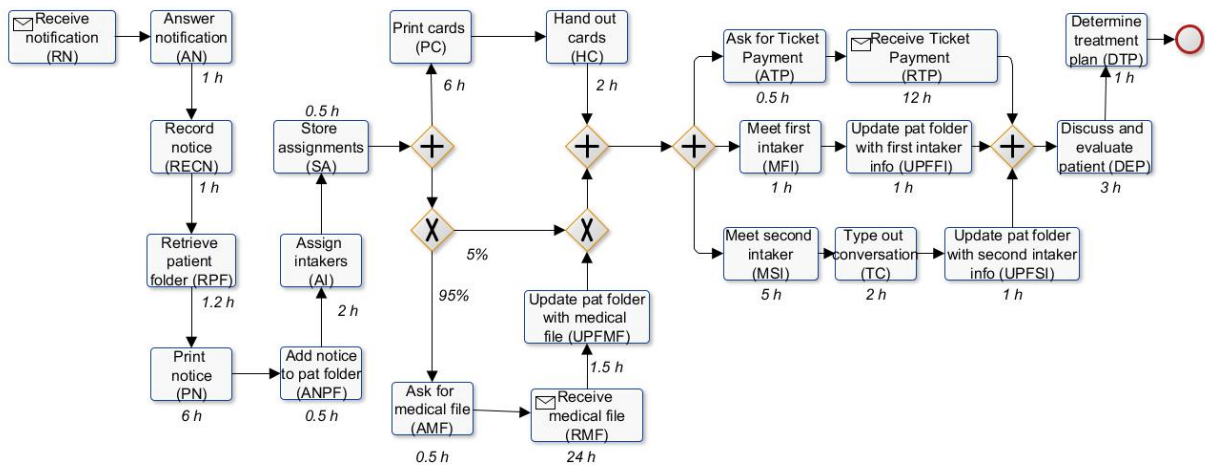 Receive
notification
(RN)
Answer
notification
(AN)
1 h
Record
notice
(RECN)
1 h
Retrieve
patient
folder (RPF)
1.2 h
Print
notice
(PN)
6 h
Add notice
to pat folder
(ANPF)
0.5 h
Assign
intakers
(AI)
2 h
0.5 h
Store
assignments
(SA)
Print cards
(PC)
6 h
Hand out
cards
(HC)
2 h
5%
95%
Ask for
medical file
(AMF)
0.5 h
Receive
medical file
(RMF)
24 h
Update pat folder
with medical
file (UPFMF)
1.5 h
Ask for Ticket
Payment
(ATP)
0.5 h
Receive Ticket
Payment
(RTP)
12 h
Meet first
intaker
(MFI)
1 h
Update pat folder
with first intaker
info (UPFFI)
1 h
Meet second
intaker
(MSI)
5 h
Type out
conversation
(TC)
2 h
Update pat folder
with second intaker
info (UPFSI)
1 h
Discuss and
evaluate
patient (DEP)
3 h
Determine
treatment
plan (DTP)
1 h